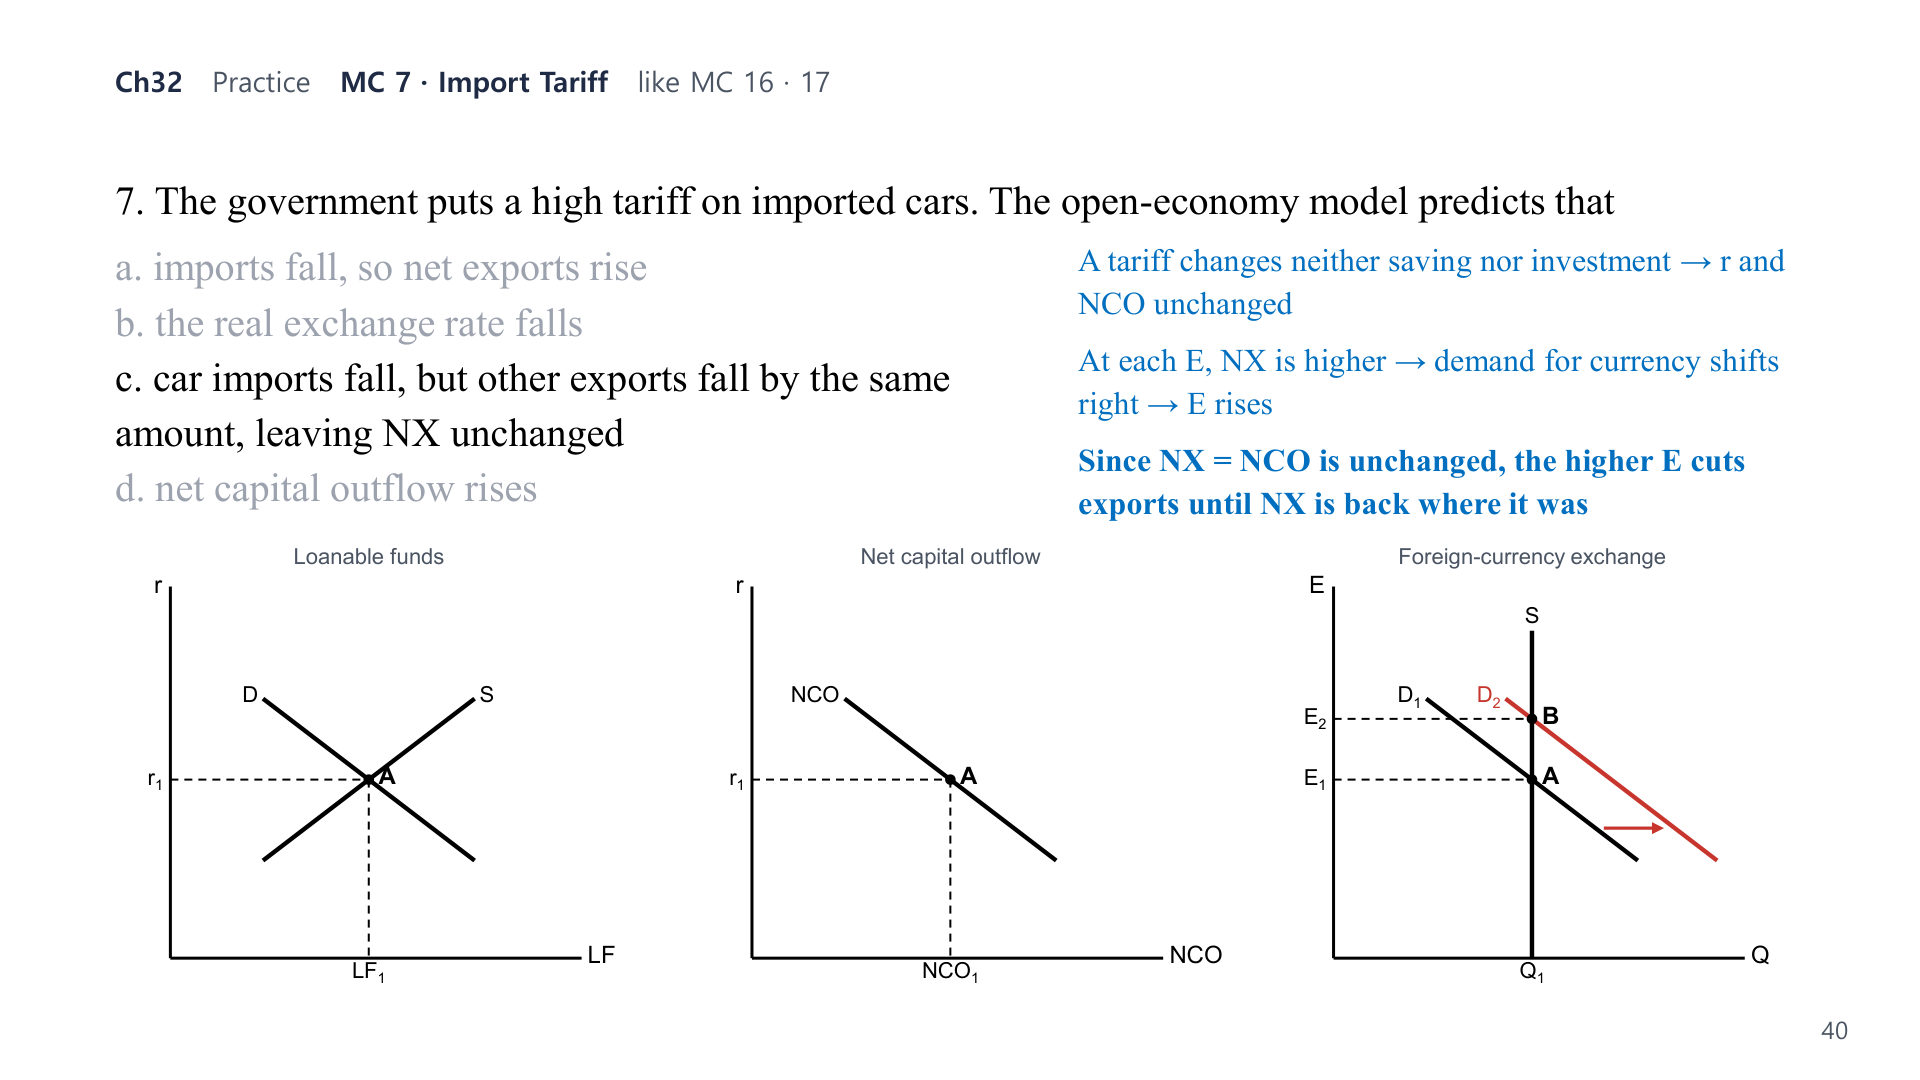 Ch32 Practice MC 7 · Import Tariff like MC 16 · 17
7. The government puts a high tariff on imported cars. The open-economy model predicts that
a. imports fall, so net exports rise
b. the real exchange rate falls
c. car imports fall, but other exports fall by the same
amount, leaving NX unchanged
d. net capital outflow rises
A tariff changes neither saving nor investment → r and
NCO unchanged
At each E, NX is higher → demand for currency shifts
right → E rises
Since NX = NCO is unchanged, the higher E cuts
exports until NX is back where it was
Loanable funds
r
D
S
r₁
A
LF
LF₁
Net capital outflow
r
NCO
r₁
A
NCO
NCO₁
Foreign-currency exchange
E
S
D₁
D₂
E₂
B
E₁
A
Q
Q₁
40